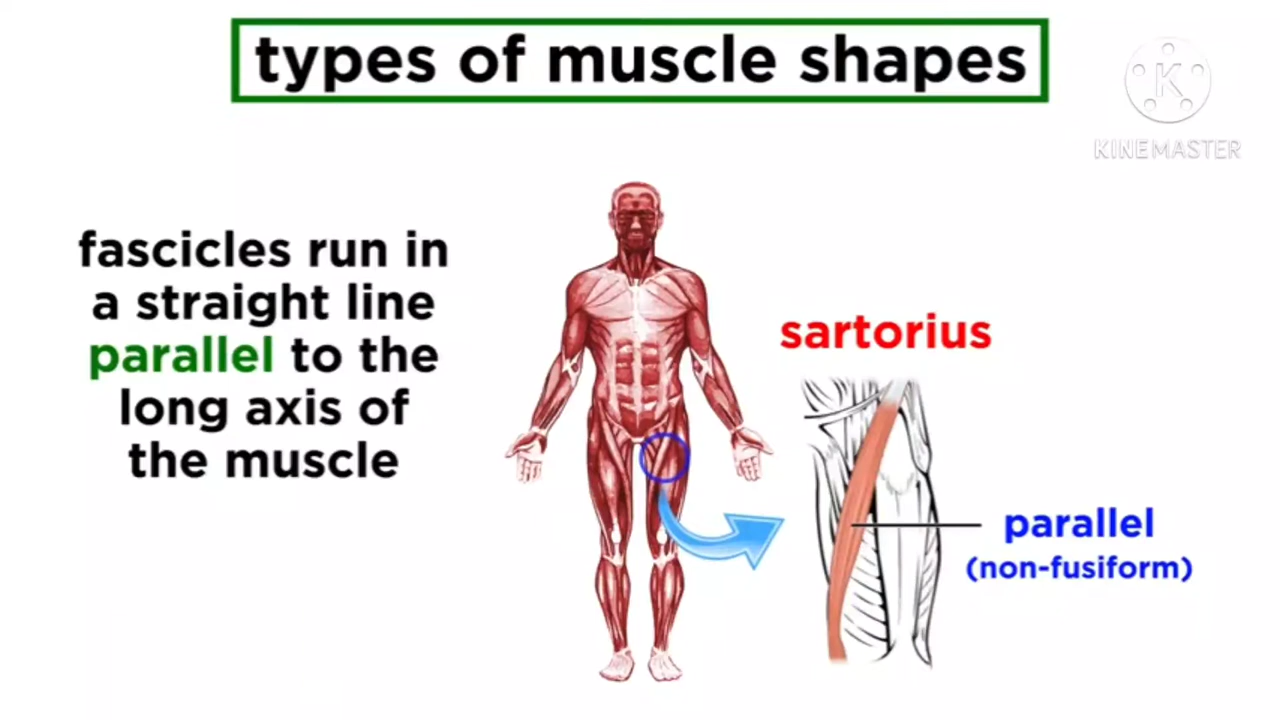 types of muscle shapes
K
KINEMASTER
fascicles run in
a straight line
parallel to the
long axis of
the muscle
sartorius
parallel
(non-fusiform)